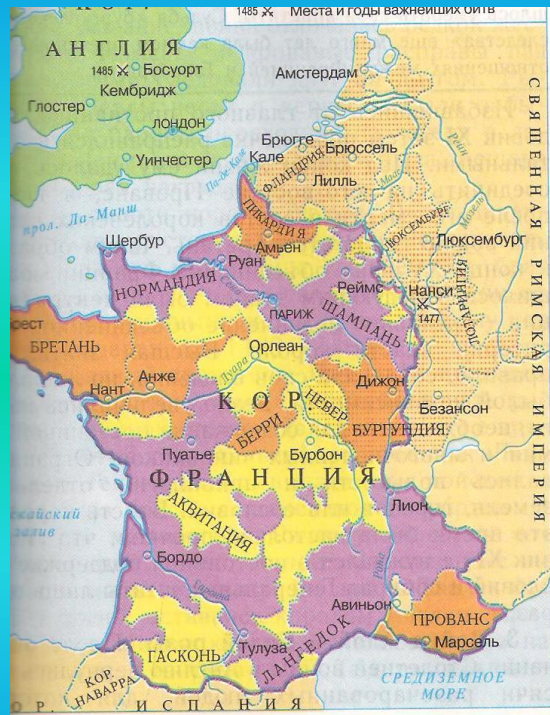 1485 Места и годы важнейших битв
АНГЛИЯ
1485 Босуорт
Кембридж
Глостер
ЛОНДОН
Уинчестер
Амстердам
Брюгге
Брюссель
Кале
ФЛАНДРИЯ
Лилль
Па-де-Кале
прол. Ла-Манш
ПИКАРДИЯ
Амьен
Маас
Мозель
ЛЮКСЕМБУРГ
Люксембург
СВЯЩЕННАЯ РИМСКАЯ ИМПЕРИЯ
Шербур
Руан
НОРМАНДИЯ
Реймс
Нанси
1477
ЛОТАРИНГИЯ
ПАРИЖ
ШАМПАНЬ
БРЕТАНЬ
Орлеан
Луара
Анже
Нант
Дижон
КОР.
НЕВЕР
БЕРРИ
БУРГУНДИЯ
Безансон
Пуатье
Бурбон
ФРАНЦИЯ
АКВИТАНИЯ
Лион
Бордо
Гаронна
Рона
Авиньон
ПРОВАНС
Марсель
Тулуза
ЛАНГЕДОК
ГАСКОНЬ
КОР.
НАВАРРА
СРЕДИЗЕМНОЕ
МОРЕ
ИСПАНИЯ